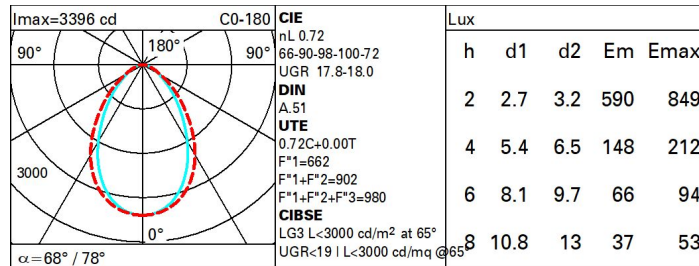 Imax=3396 cd C0-180
90° 180° 90°
3000
0°
α=68° / 78°
CIE
nL 0.72
66-90-98-100-72
UGR 17.8-18.0
DIN
A.51
UTE
0.72C+0.00T
F"1=662
F"1+F"2=902
F"1+F"2+F"3=980
CIBSE
LG3 L<3000 cd/m² at 65°
UGR<19 | L<3000 cd/mq @65°
Lux
h d1 d2 Em Emax
2 2.7 3.2 590 849
4 5.4 6.5 148 212
6 8.1 9.7 66 94
8 10.8 13 37 53